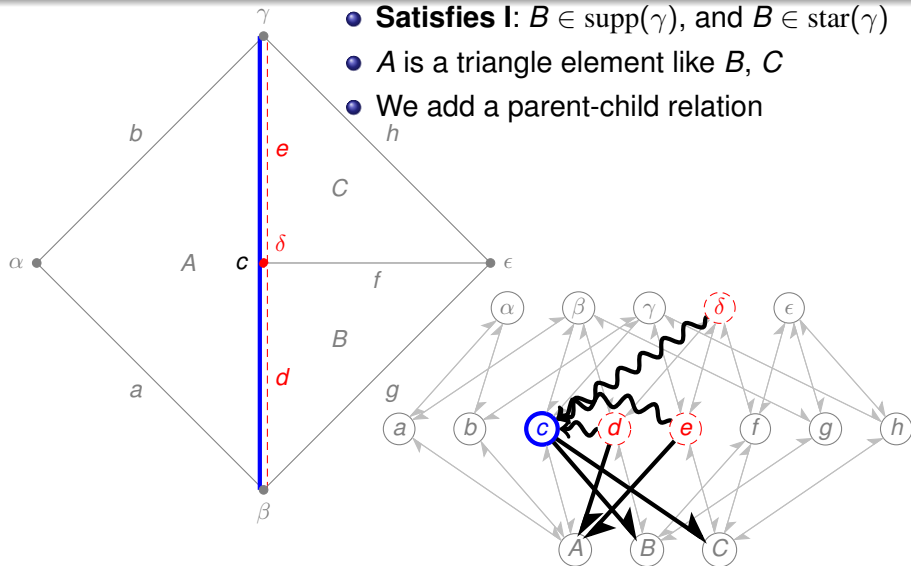 Satisfies I: B ∈ supp(γ), and B ∈ star(γ)
A is a triangle element like B, C
We add a parent-child relation
γ
b
h
e
C
α
A
c
δ
ϵ
f
B
a
d
g
β
α β γ δ ϵ
a b c d e f g h
A B C